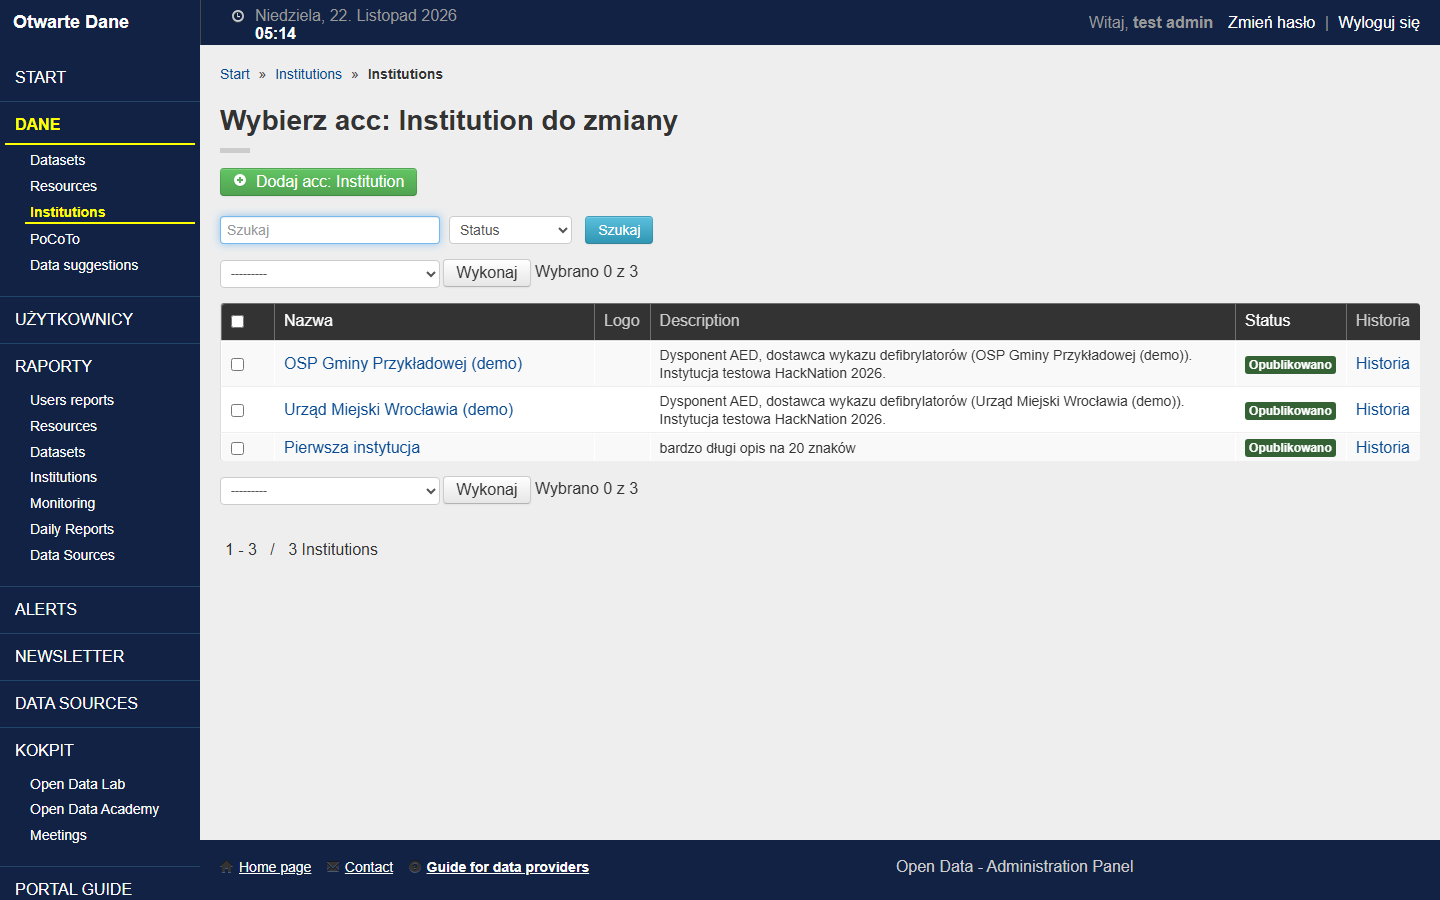 Otwarte Dane
Niedziela, 22. Listopad 2026
05:14
Witaj, test admin Zmień hasło | Wyloguj się
START
DANE
Datasets
Resources
Institutions
PoCoTo
Data suggestions
UŻYTKOWNICY
RAPORTY
Users reports
Resources
Datasets
Institutions
Monitoring
Daily Reports
Data Sources
ALERTS
NEWSLETTER
DATA SOURCES
KOKPIT
Open Data Lab
Open Data Academy
Meetings
PORTAL GUIDE
Start » Institutions » Institutions
Wybierz acc: Institution do zmiany
Dodaj acc: Institution
Szukaj Status Szukaj
--------- Wykonaj Wybrano 0 z 3
Nazwa Logo Description Status Historia
OSP Gminy Przykładowej (demo) Dysponent AED, dostawca wykazu defibrylatorów (OSP Gminy Przykładowej (demo)). Opublikowano Historia
Instytucja testowa HackNation 2026.
Urząd Miejski Wrocławia (demo) Dysponent AED, dostawca wykazu defibrylatorów (Urząd Miejski Wrocławia (demo)). Opublikowano Historia
Instytucja testowa HackNation 2026.
Pierwsza instytucja bardzo długi opis na 20 znaków Opublikowano Historia
--------- Wykonaj Wybrano 0 z 3
1 - 3 / 3 Institutions
Home page Contact Guide for data providers Open Data - Administration Panel